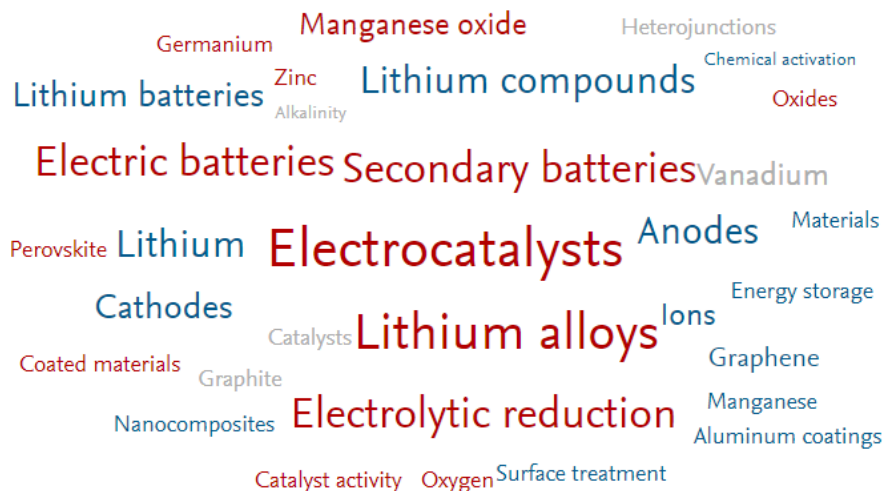 Manganese oxide
Heterojunctions
Germanium
Chemical activation
Zinc
Lithium compounds
Lithium batteries
Oxides
Alkalinity
Electric batteries
Secondary batteries
Vanadium
Materials
Anodes
Perovskite
Lithium
Electrocatalysts
Energy storage
Cathodes
Ions
Catalysts
Lithium alloys
Coated materials
Graphene
Graphite
Manganese
Nanocomposites
Electrolytic reduction
Aluminum coatings
Catalyst activity
Oxygen
Surface treatment